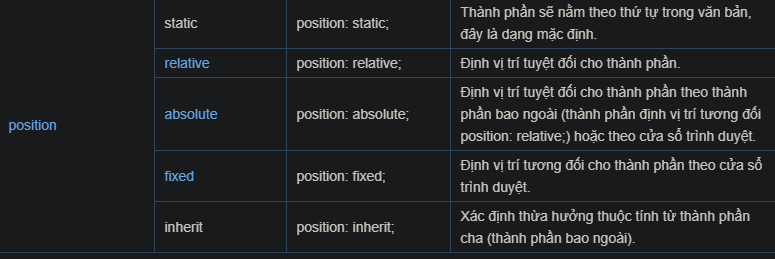 static
position: static;
Thành phần sẽ nằm theo thứ tự trong văn bản,
đây là dạng mặc định.
relative
position: relative;
Định vị trí tuyệt đối cho thành phần.
position
absolute
position: absolute;
Định vị trí tuyệt đối cho thành phần theo thành
phần bao ngoài (thành phần định vị trí tương đối
position: relative;) hoặc theo cửa sổ trình duyệt.
fixed
position: fixed;
Định vị trí tương đối cho thành phần theo cửa sổ
trình duyệt.
inherit
position: inherit;
Xác định thừa hưởng thuộc tính từ thành phần
cha (thành phần bao ngoài).